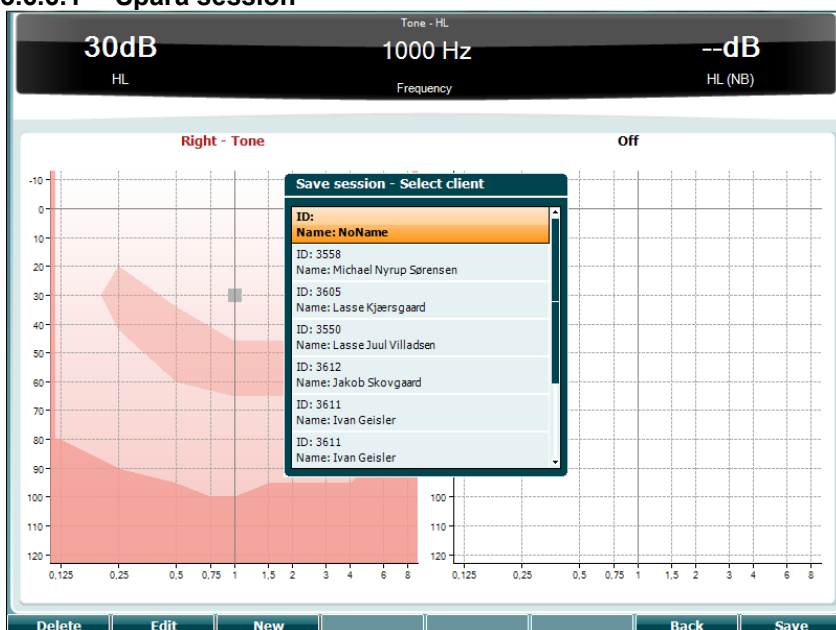 Spara session
Tone - HL
30dB
1000 Hz
--dB
HL
Frequency
HL (NB)
Right - Tone
Off
Save session - Select client
ID:
Name: NoName
ID: 3558
Name: Michael Nyrup Sørensen
ID: 3605
Name: Lasse Kjærsgaard
ID: 3550
Name: Lasse Juul Villadsen
ID: 3612
Name: Jakob Skovgaard
ID: 3611
Name: Ivan Geisler
ID: 3611
Name: Ivan Geisler
-10
0
10
20
30
40
50
60
70
80
90
100 100
110 110
120 120
0,125 0,25 0,5 0,75 1 1,5 2 3 4 6 8 0,125 0,25 0,5 0,75 1 1,5 2 3 4 6 8
Delete Edit New Back Save